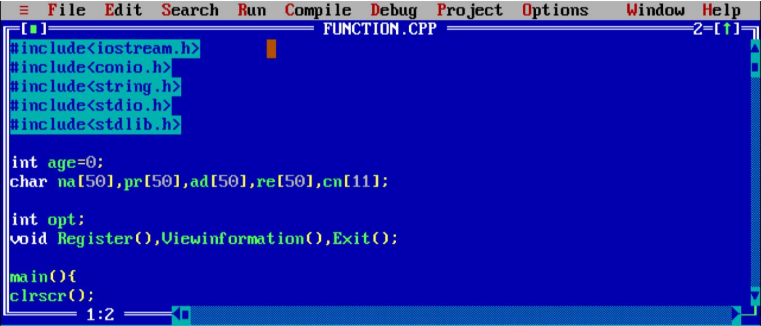 ≡ File Edit Search Run Compile Debug Project Options Window Help
[■] FUNCTION.CPP 2=[↑]
#include<iostream.h>
#include<conio.h>
#include<string.h>
#include<stdio.h>
#include<stdlib.h>
int age=0;
char na[50],pr[50],ad[50],re[50],cn[11];
int opt;
void Register(),Viewinformation(),Exit();
main(){
clrscr();
1:2